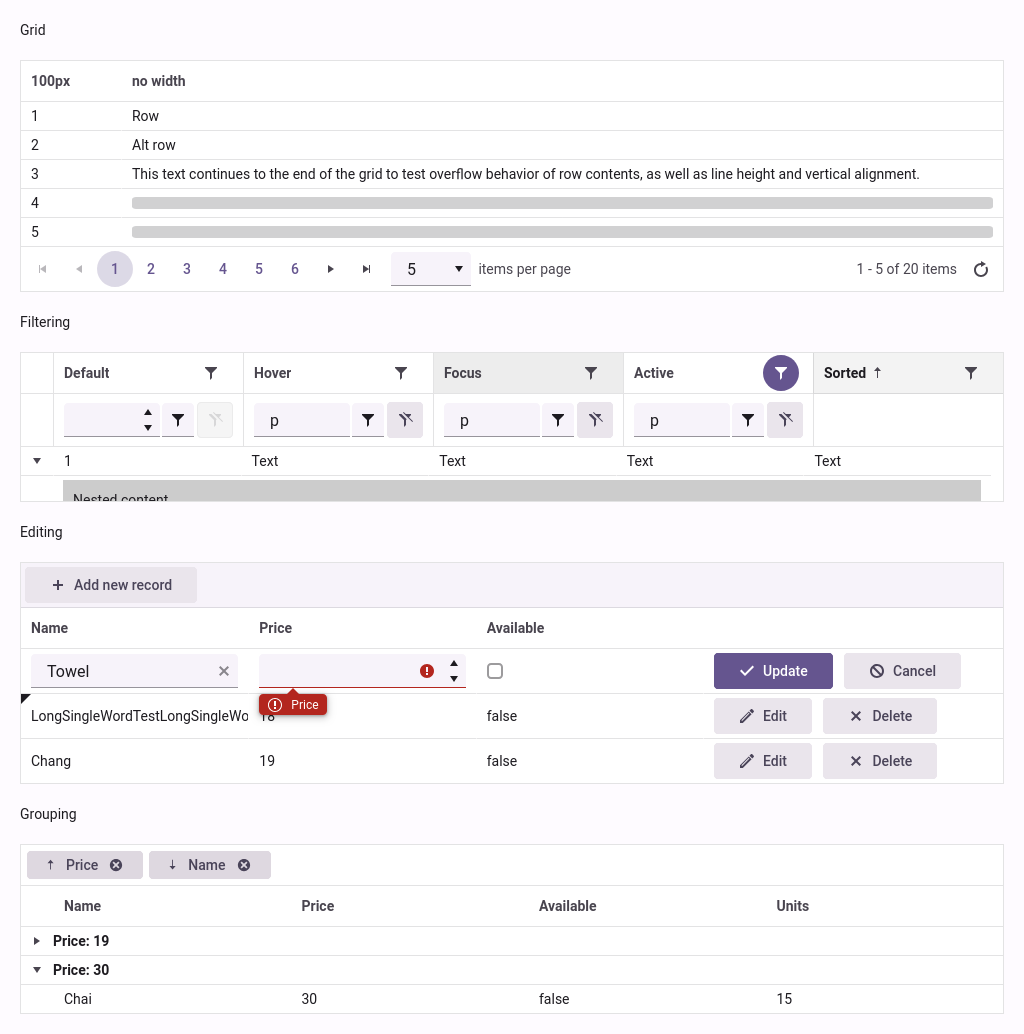 Grid
100px no width
1 Row
2 Alt row
3 This text continues to the end of the grid to test overflow behavior of row contents, as well as line height and vertical alignment.
4
5
1 2 3 4 5 6 5 items per page 1 - 5 of 20 items
Filtering
Default Hover Focus Active Sorted
p p p
1 Text Text Text Text
Nested content
Editing
Add new record
Name Price Available
Towel Update Cancel
Price
LongSingleWordTestLongSingleWo 18 false Edit Delete
Chang 19 false Edit Delete
Grouping
Price Name
Name Price Available Units
Price: 19
Price: 30
Chai 30 false 15